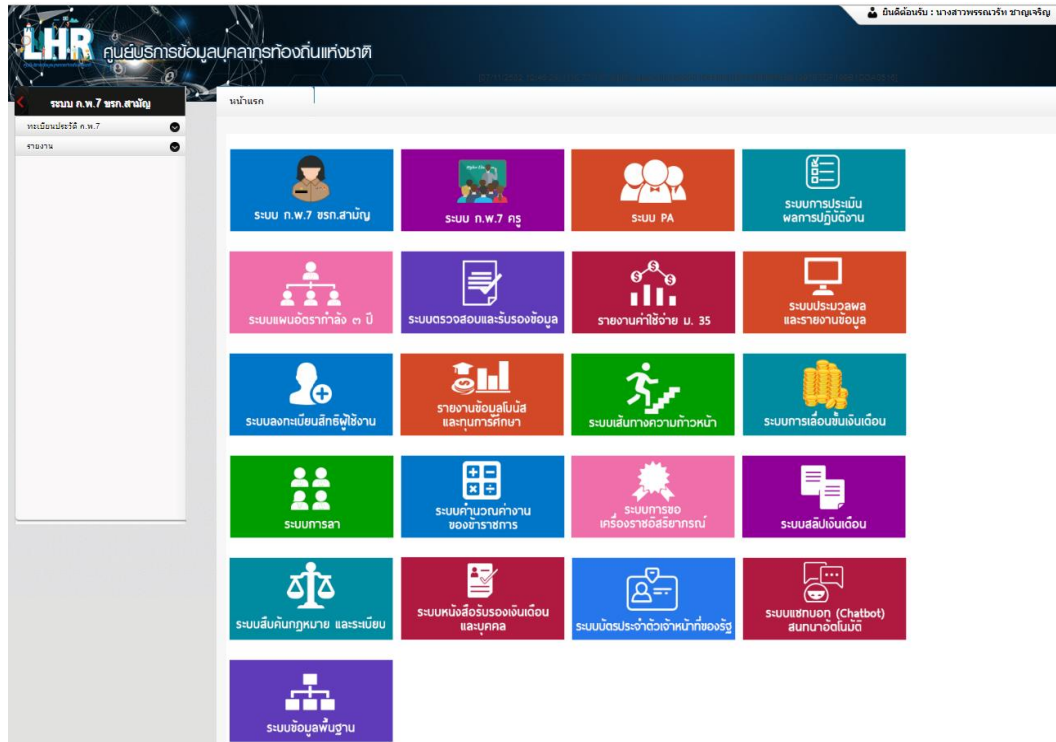 ยินดีต้อนรับ : นางสาวพรรณวรัท ชาญเจริญ
LHR ศูนย์บริการข้อมูลบุคลากรท้องถิ่นแห่งชาติ
ระบบ ก.พ.7 ขรก.สามัญ
หน้าแรก
ทะเบียนประวัติ ก.พ.7
รายงาน
ระบบ ก.พ.7 ขรก.สามัญ
ระบบ ก.พ.7 ครู
ระบบ PA
ระบบการประเมิน
ผลการปฏิบัติงาน
ระบบแผนอัตรากำลัง ๓ ปี
ระบบตรวจสอบและรับรองข้อมูล
รายงานค่าใช้จ่าย ม. 35
ระบบประมวลผล
และรายงานข้อมูล
ระบบลงทะเบียนสิทธิผู้ใช้งาน
รายงานข้อมูลโบนัส
และทุนการศึกษา
ระบบเส้นทางความก้าวหน้า
ระบบการเลื่อนขั้นเงินเดือน
ระบบการลา
ระบบคำนวณค่างาน
ของข้าราชการ
ระบบการขอ
เครื่องราชอิสริยาภรณ์
ระบบสลิปเงินเดือน
ระบบสืบค้นกฎหมาย และระเบียบ
ระบบหนังสือรับรองเงินเดือน
และบุคคล
ระบบบัตรประจำตัวเจ้าหน้าที่ของรัฐ
ระบบแชทบอท (Chatbot)
สนทนาอัตโนมัติ
ระบบข้อมูลพื้นฐาน